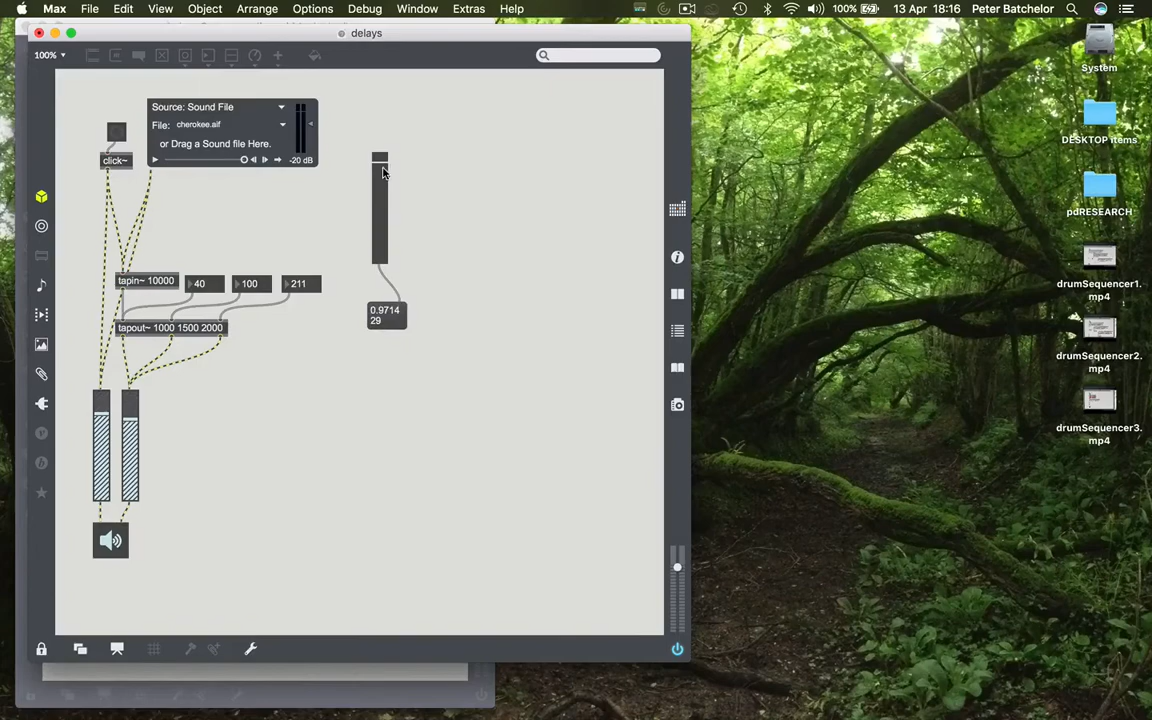 Max File Edit View Object Arrange Options Debug Window Extras Help 100% 13 Apr 18:16 Peter Batchelor
delays
100%
Source: Sound File
File: cherokee.aif
or Drag a Sound file Here.
-20 dB
click~
tapin~ 10000
40
100
211
tapout~ 1000 1500 2000
0.9714
29
System
DESKTOP items
pdRESEARCH
drumSequencer1.
mp4
drumSequencer2.
mp4
drumSequencer3.
mp4